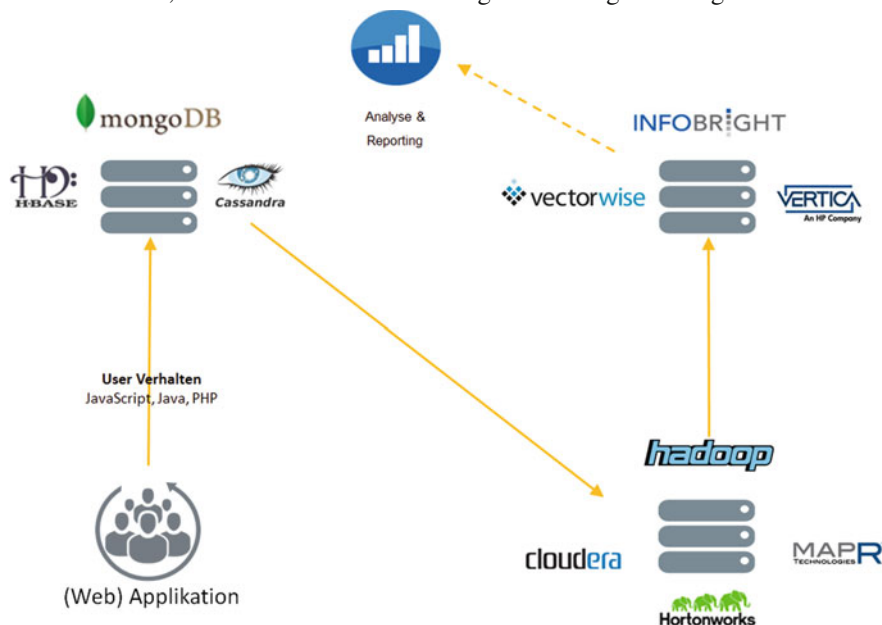 Analyse &
Reporting
mongoDB
H·BASE
Cassandra
INFOBRIGHT
vectorwise
VERTICA
An HP Company
User Verhalten
JavaScript, Java, PHP
(Web) Applikation
hadoop
cloudera
MAPR
TECHNOLOGIES
Hortonworks